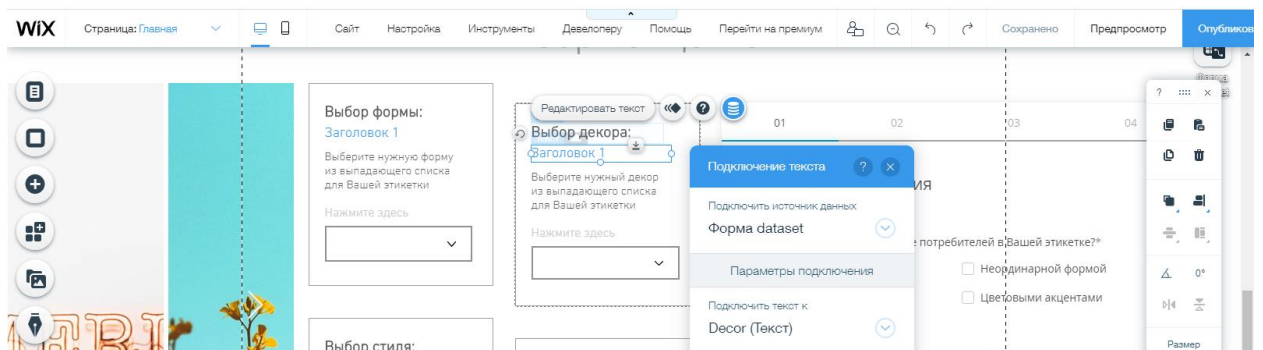 WiX Страница: Главная Сайт Настройка Инструменты Девелоперу Помощь Перейти на премиум Сохранено Предпросмотр Опубликов
Форма
Редактировать текст
01 02 03 04
Выбор формы:
Заголовок 1
Выберите нужную форму
из выпадающего списка
для Вашей этикетки
Нажмите здесь
Выбор декора:
Заголовок 1
Выберите нужный декор
из выпадающего списка
для Вашей этикетки
Нажмите здесь
Подключение текста
Подключить источник данных
Форма dataset
Параметры подключения
Подключить текст к
Decor (Текст)
ия
потребителей в Вашей этикетке?*
Неординарной формой
Цветовыми акцентами
0°
Размер
Выбор стиля: